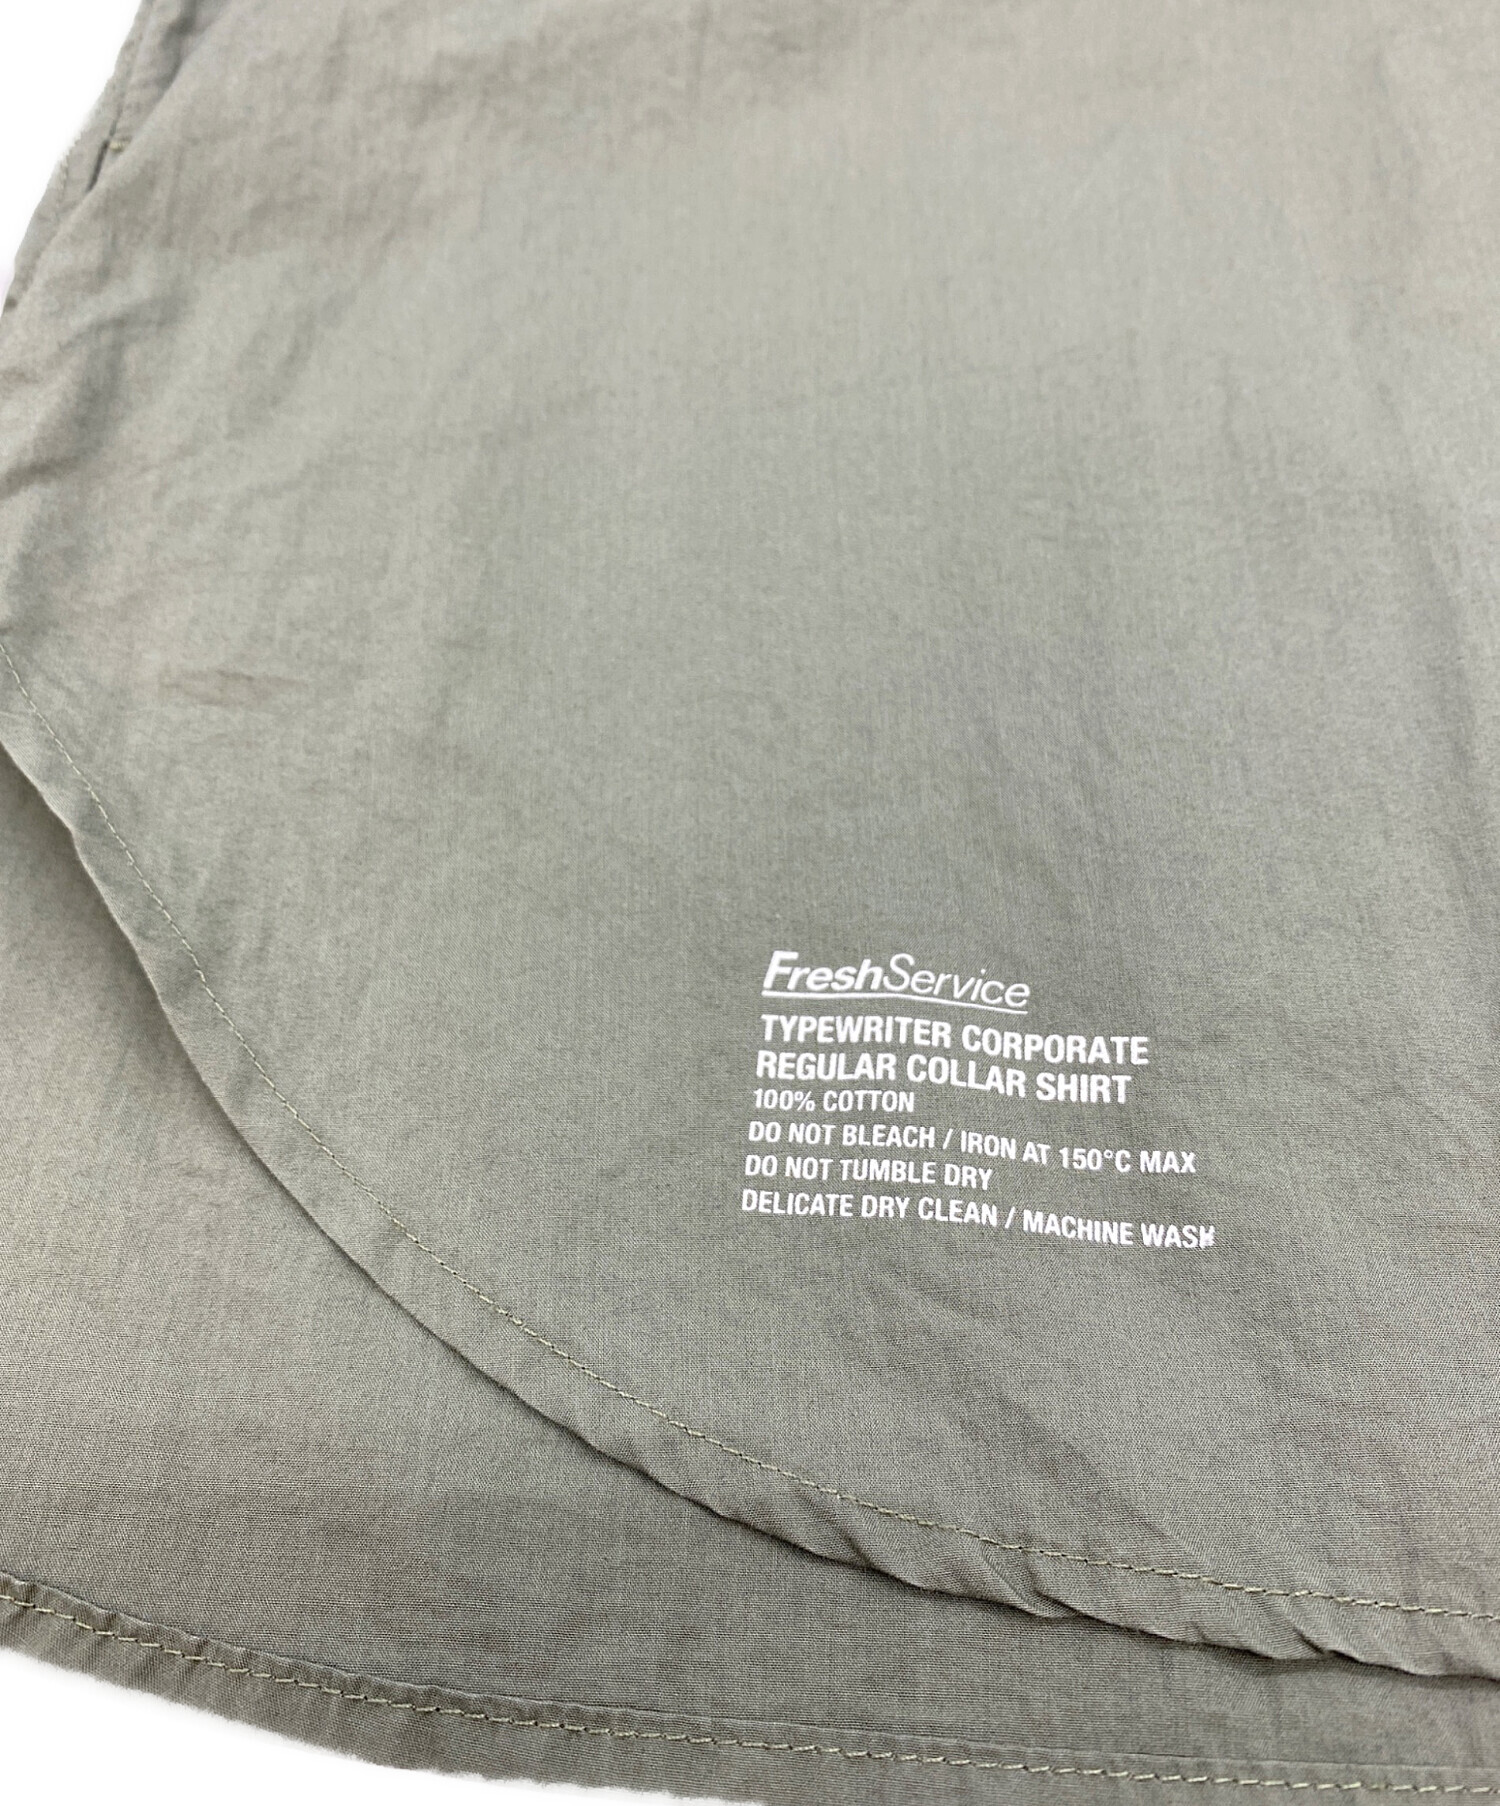 FreshService
TYPEWRITER CORPORATE
REGULAR COLLAR SHIRT
100% COTTON
DO NOT BLEACH / IRON AT 150°C MAX
DO NOT TUMBLE DRY
DELICATE DRY CLEAN / MACHINE WASH